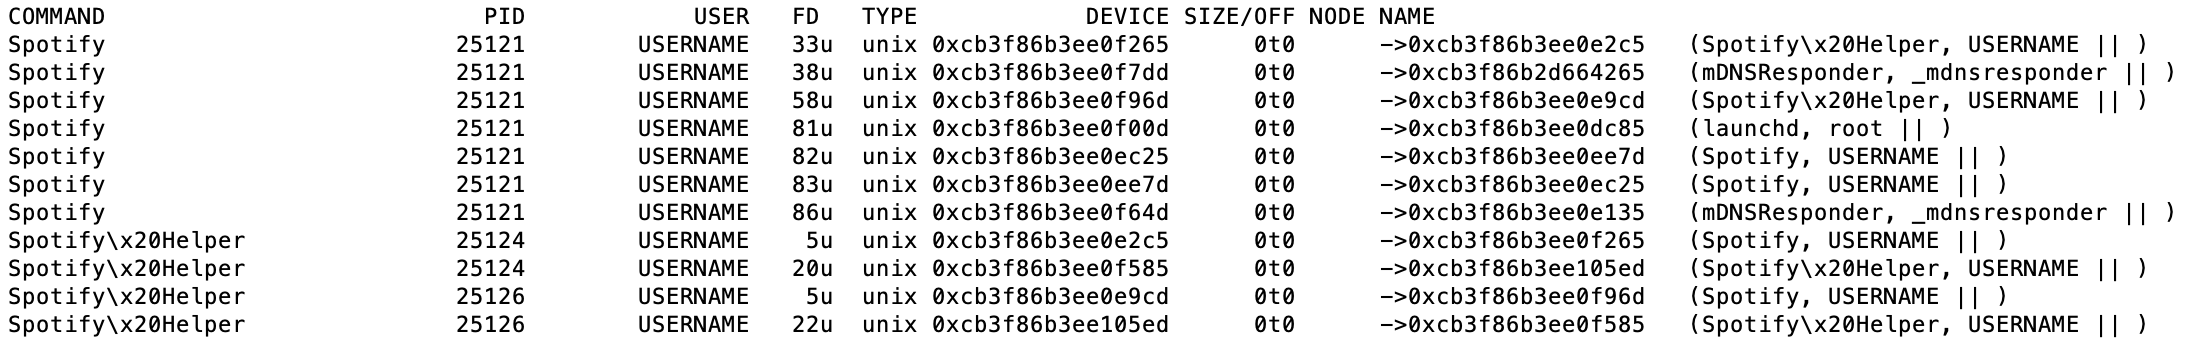 COMMAND PID USER FD TYPE DEVICE SIZE/OFF NODE NAME
Spotify 25121 USERNAME 33u unix 0xcb3f86b3ee0f265 0t0 ->0xcb3f86b3ee0e2c5 (Spotify\x20Helper, USERNAME || )
Spotify 25121 USERNAME 38u unix 0xcb3f86b3ee0f7dd 0t0 ->0xcb3f86b2d664265 (mDNSResponder, _mdnsresponder || )
Spotify 25121 USERNAME 58u unix 0xcb3f86b3ee0f96d 0t0 ->0xcb3f86b3ee0e9cd (Spotify\x20Helper, USERNAME || )
Spotify 25121 USERNAME 81u unix 0xcb3f86b3ee0f00d 0t0 ->0xcb3f86b3ee0dc85 (launchd, root || )
Spotify 25121 USERNAME 82u unix 0xcb3f86b3ee0ec25 0t0 ->0xcb3f86b3ee0ee7d (Spotify, USERNAME || )
Spotify 25121 USERNAME 83u unix 0xcb3f86b3ee0ee7d 0t0 ->0xcb3f86b3ee0ec25 (Spotify, USERNAME || )
Spotify 25121 USERNAME 86u unix 0xcb3f86b3ee0f64d 0t0 ->0xcb3f86b3ee0e135 (mDNSResponder, _mdnsresponder || )
Spotify\x20Helper 25124 USERNAME 5u unix 0xcb3f86b3ee0e2c5 0t0 ->0xcb3f86b3ee0f265 (Spotify, USERNAME || )
Spotify\x20Helper 25124 USERNAME 20u unix 0xcb3f86b3ee0f585 0t0 ->0xcb3f86b3ee105ed (Spotify\x20Helper, USERNAME || )
Spotify\x20Helper 25126 USERNAME 5u unix 0xcb3f86b3ee0e9cd 0t0 ->0xcb3f86b3ee0f96d (Spotify, USERNAME || )
Spotify\x20Helper 25126 USERNAME 22u unix 0xcb3f86b3ee105ed 0t0 ->0xcb3f86b3ee0f585 (Spotify\x20Helper, USERNAME || )